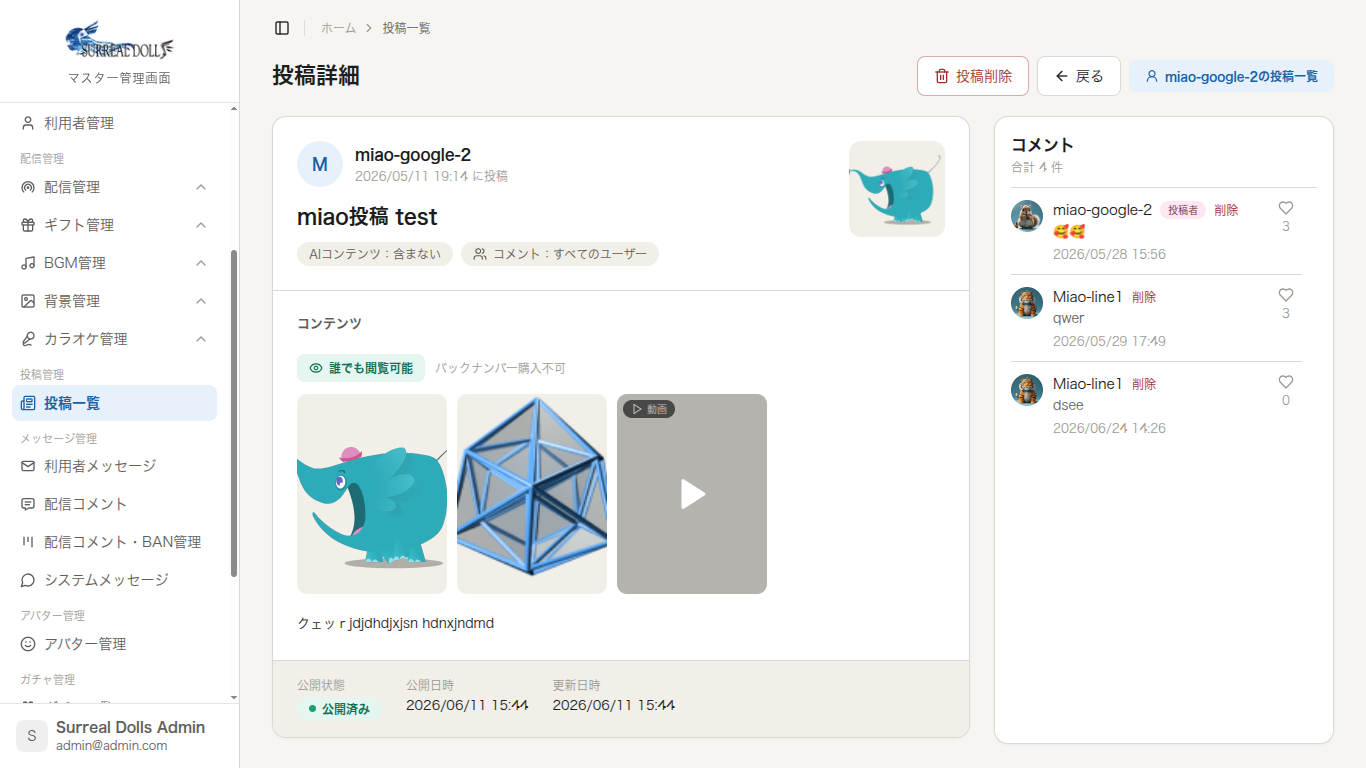 SURREAL DOLLS
マスター管理画面
利用者管理
配信管理
配信管理
ギフト管理
BGM管理
背景管理
カラオケ管理
投稿管理
投稿一覧
メッセージ管理
利用者メッセージ
配信コメント
配信コメント・BAN管理
システムメッセージ
アバター管理
アバター管理
ガチャ管理
S
Surreal Dolls Admin
admin@admin.com
ホーム > 投稿一覧
投稿詳細
投稿削除
戻る
miao-google-2の投稿一覧
M
miao-google-2
2026/05/11 19:14 に投稿
miao投稿 test
AIコンテンツ：含まない
コメント：すべてのユーザー
コンテンツ
誰でも閲覧可能
バックナンバー購入不可
動画
クェッ r jdjdhdjxjsn hdnxjndmd
公開状態
公開済み
公開日時
2026/06/11 15:44
更新日時
2026/06/11 15:44
コメント
合計 4 件
miao-google-2 投稿者 削除
🥰🥰
3
2026/05/28 15:56
Miao-line1 削除
qwer
3
2026/05/29 17:49
Miao-line1 削除
dsee
0
2026/06/24 14:26